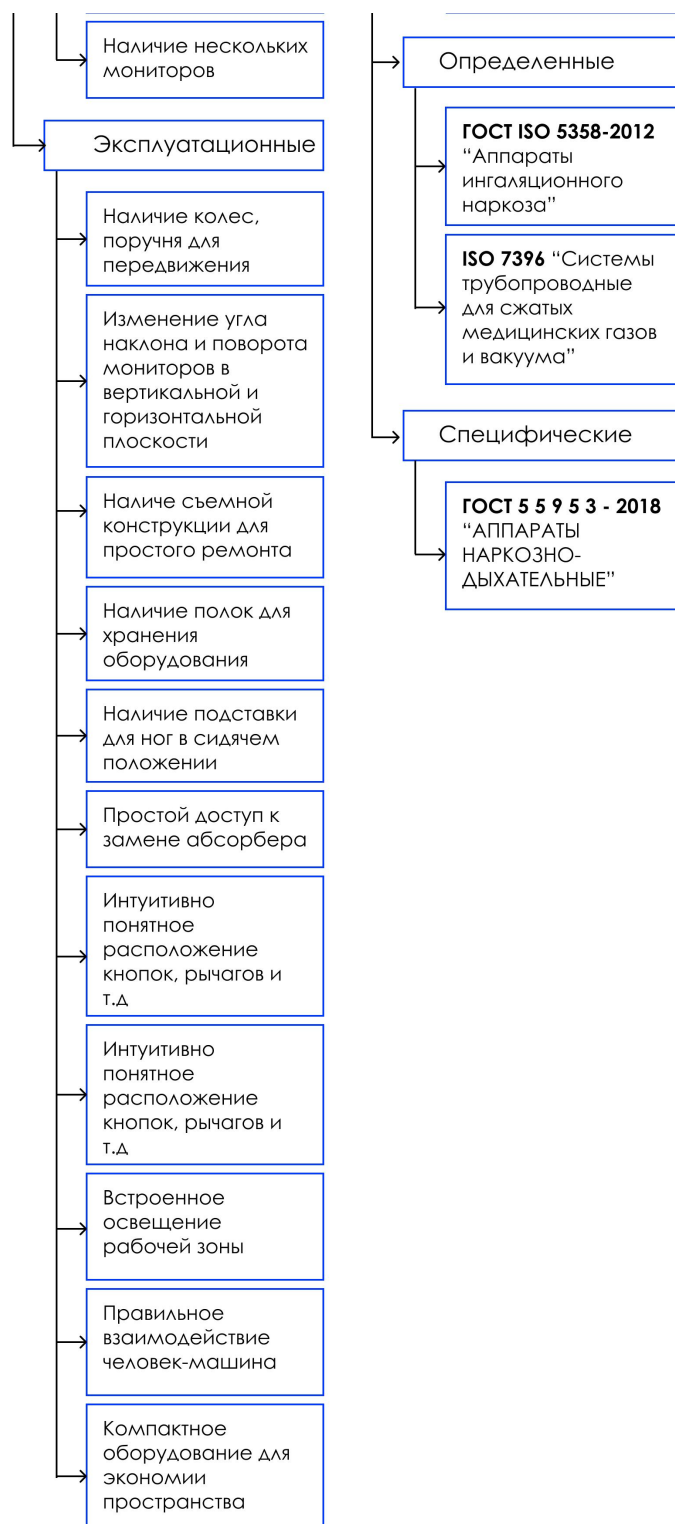 Наличие нескольких
мониторов
Эксплуатационные
Наличие колес,
поручня для
передвижения
Изменение угла
наклона и поворота
мониторов в
вертикальной и
горизонтальной
плоскости
Наличе съемной
конструкции для
простого ремонта
Наличие полок для
хранения
оборудования
Наличие подставки
для ног в сидячем
положении
Простой доступ к
замене абсорбера
Интуитивно
понятное
расположение
кнопок, рычагов и
т.д
Интуитивно
понятное
расположение
кнопок, рычагов и
т.д
Встроенное
освещение
рабочей зоны
Правильное
взаимодействие
человек-машина
Компактное
оборудование для
экономии
пространства
Определенные
ГОСТ ISO 5358-2012
“Аппараты
ингаляционного
наркоза”
ISO 7396 “Системы
трубопроводные
для сжатых
медицинских газов
и вакуума”
Специфические
ГОСТ 5 5 9 5 3 - 2018
“АППАРАТЫ
НАРКОЗНО-
ДЫХАТЕЛЬНЫЕ”